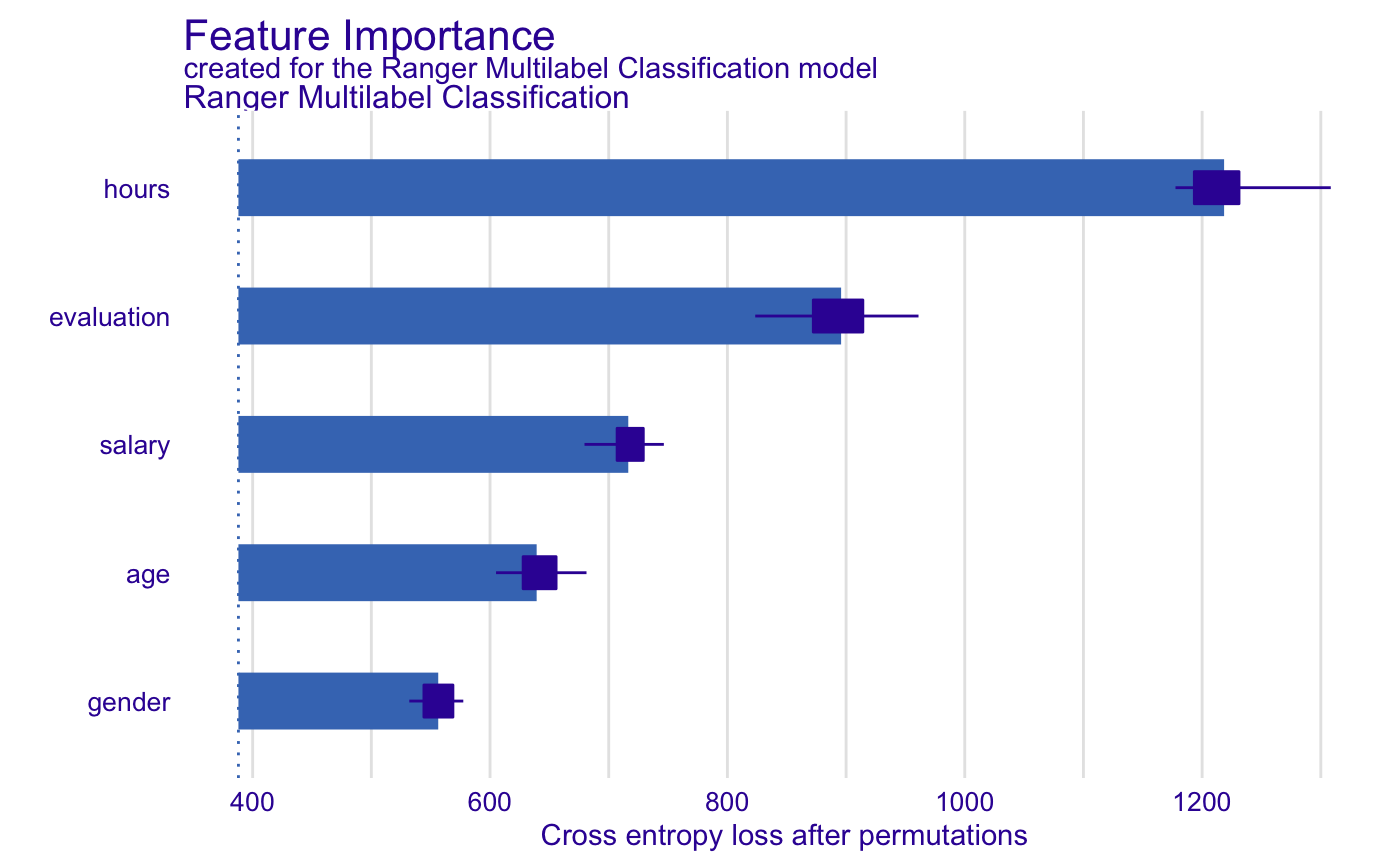 Feature Importance
created for the Ranger Multilabel Classification model
Ranger Multilabel Classification
hours
evaluation
salary
age
gender
400 600 800 1000 1200
Cross entropy loss after permutations